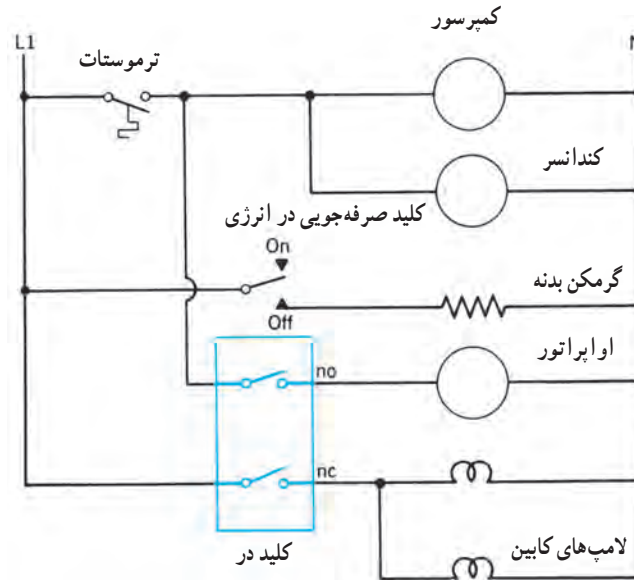 کمپرسور
L1
ترموستات
N
کندانسر
کلید صرفه‌جویی در انرژی
On
گرمکن بدنه
Off
اواپراتور
no
nc
لامپ‌های کابین
کلید در